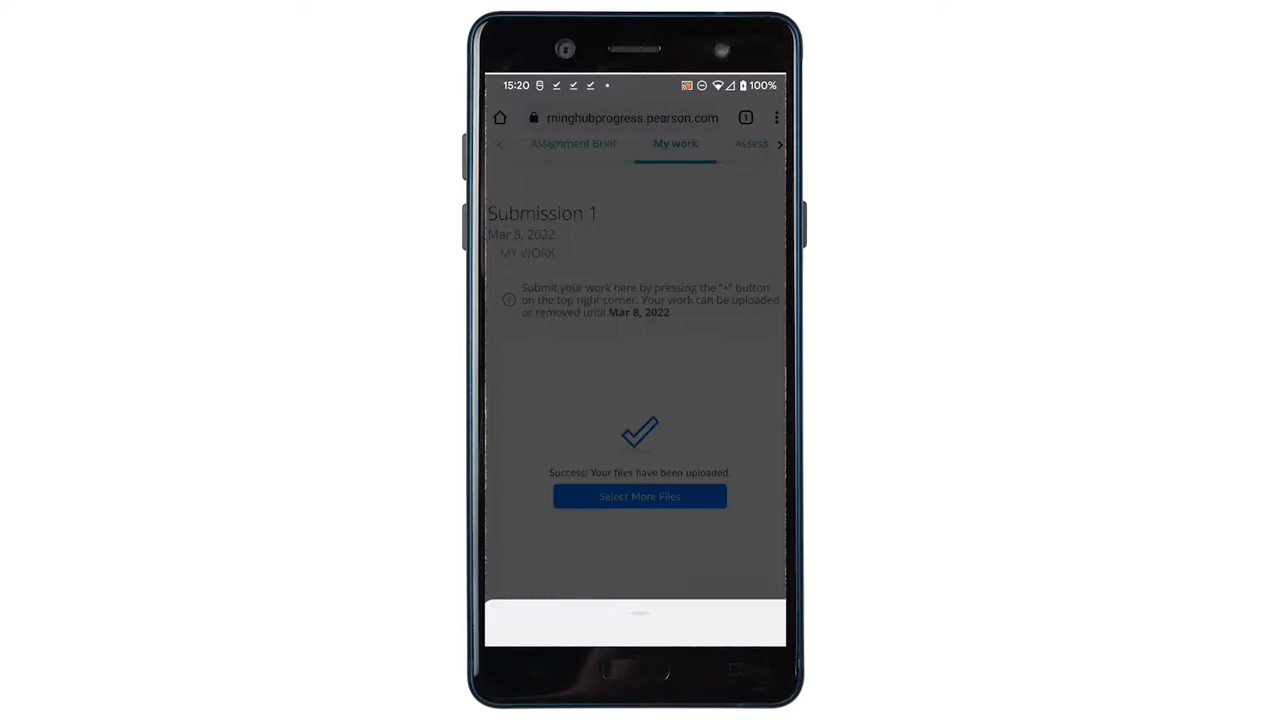 15:20 100%
rninghubprogress.pearson.com 1
Assignment Brief My work Assess
Submission 1
Mar 8, 2022
MY WORK
Submit your work here by pressing the "+" button
on the top right corner. Your work can be uploaded
or removed until Mar 8, 2022
Success! Your files have been uploaded.
Select More Files